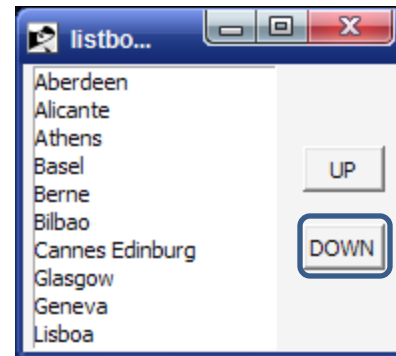 listbo...
Aberdeen
Alicante
Athens
Basel
Berne
Bilbao
Cannes Edinburg
Glasgow
Geneva
Lisboa
UP
DOWN